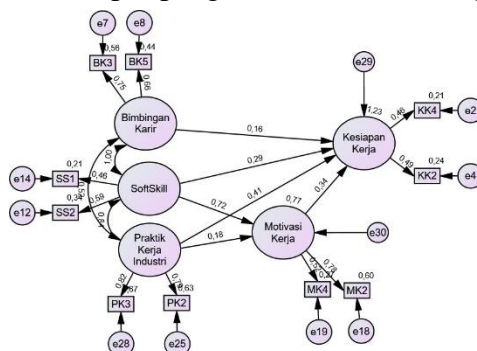 e7
e8
0,56
0,44
BK3
BK5
e29
0,75
0,66
0,21
1,23
0,46
KK4
e2
Bimbingan
Karir
0,16
Kesiapan
Kerja
0,24
0,49
KK2
e4
1,00
0,21
0,29
e14
SS1
0,46
SoftSkill
0,41
0,34
0,77
0,34
e12
SS2
0,59
0,72
Motivasi
Kerja
e30
Praktik
Kerja
Industri
0,18
0,82
0,78
0,60
PK3
PK2
0,63
MK4
MK2
e28
e25
e19
e18